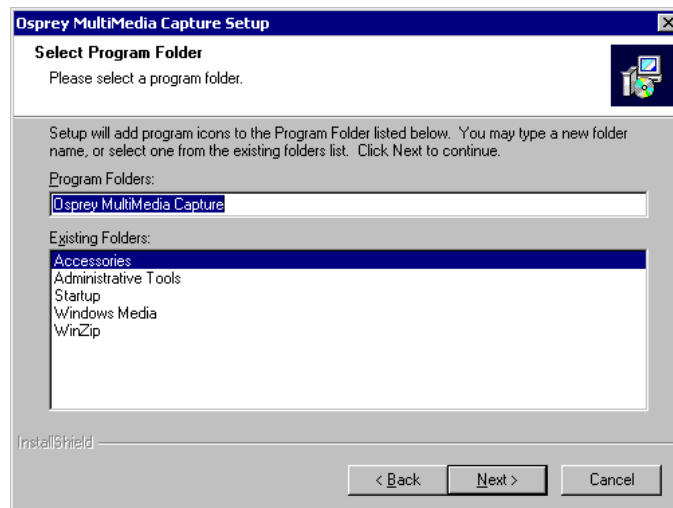 Osprey MultiMedia Capture Setup
Select Program Folder
Please select a program folder.
Setup will add program icons to the Program Folder listed below. You may type a new folder
name, or select one from the existing folders list. Click Next to continue.
Program Folders:
Osprey MultiMedia Capture
Existing Folders:
Accessories
Administrative Tools
Startup
Windows Media
WinZip
InstallShield
< Back
Next >
Cancel